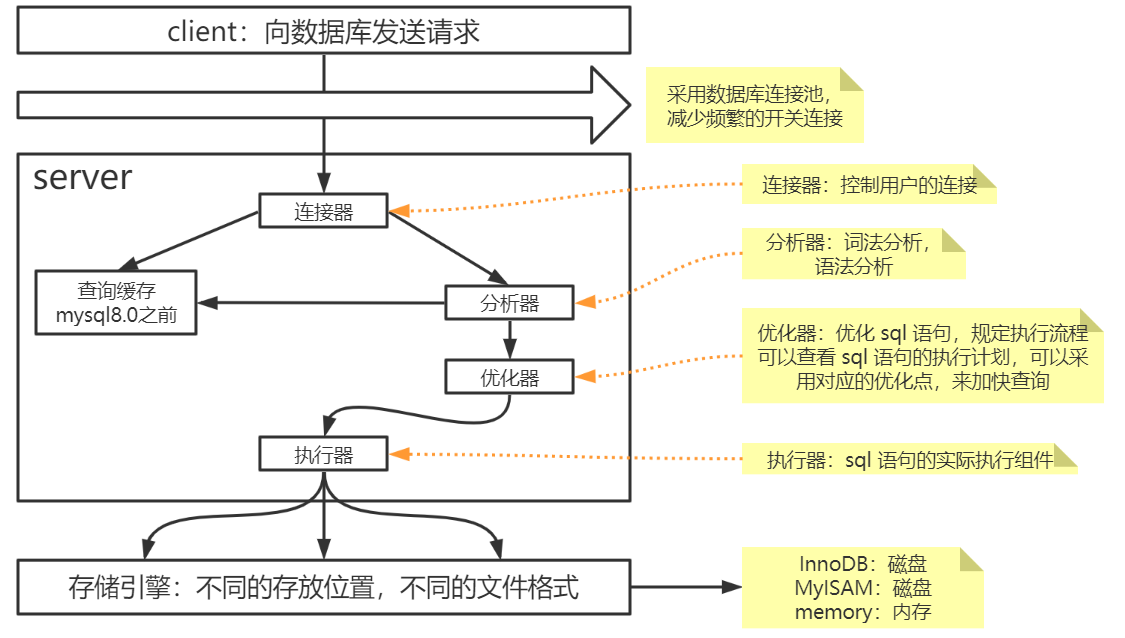 client：向数据库发送请求
采用数据库连接池，
减少频繁的开关连接
server
连接器
连接器：控制用户的连接
分析器：词法分析，
语法分析
查询缓存
mysql8.0之前
分析器
优化器：优化 sql 语句，规定执行流程
可以查看 sql 语句的执行计划，可以采
用对应的优化点，来加快查询
优化器
执行器
执行器：sql 语句的实际执行组件
存储引擎：不同的存放位置，不同的文件格式
InnoDB：磁盘
MyISAM：磁盘
memory：内存